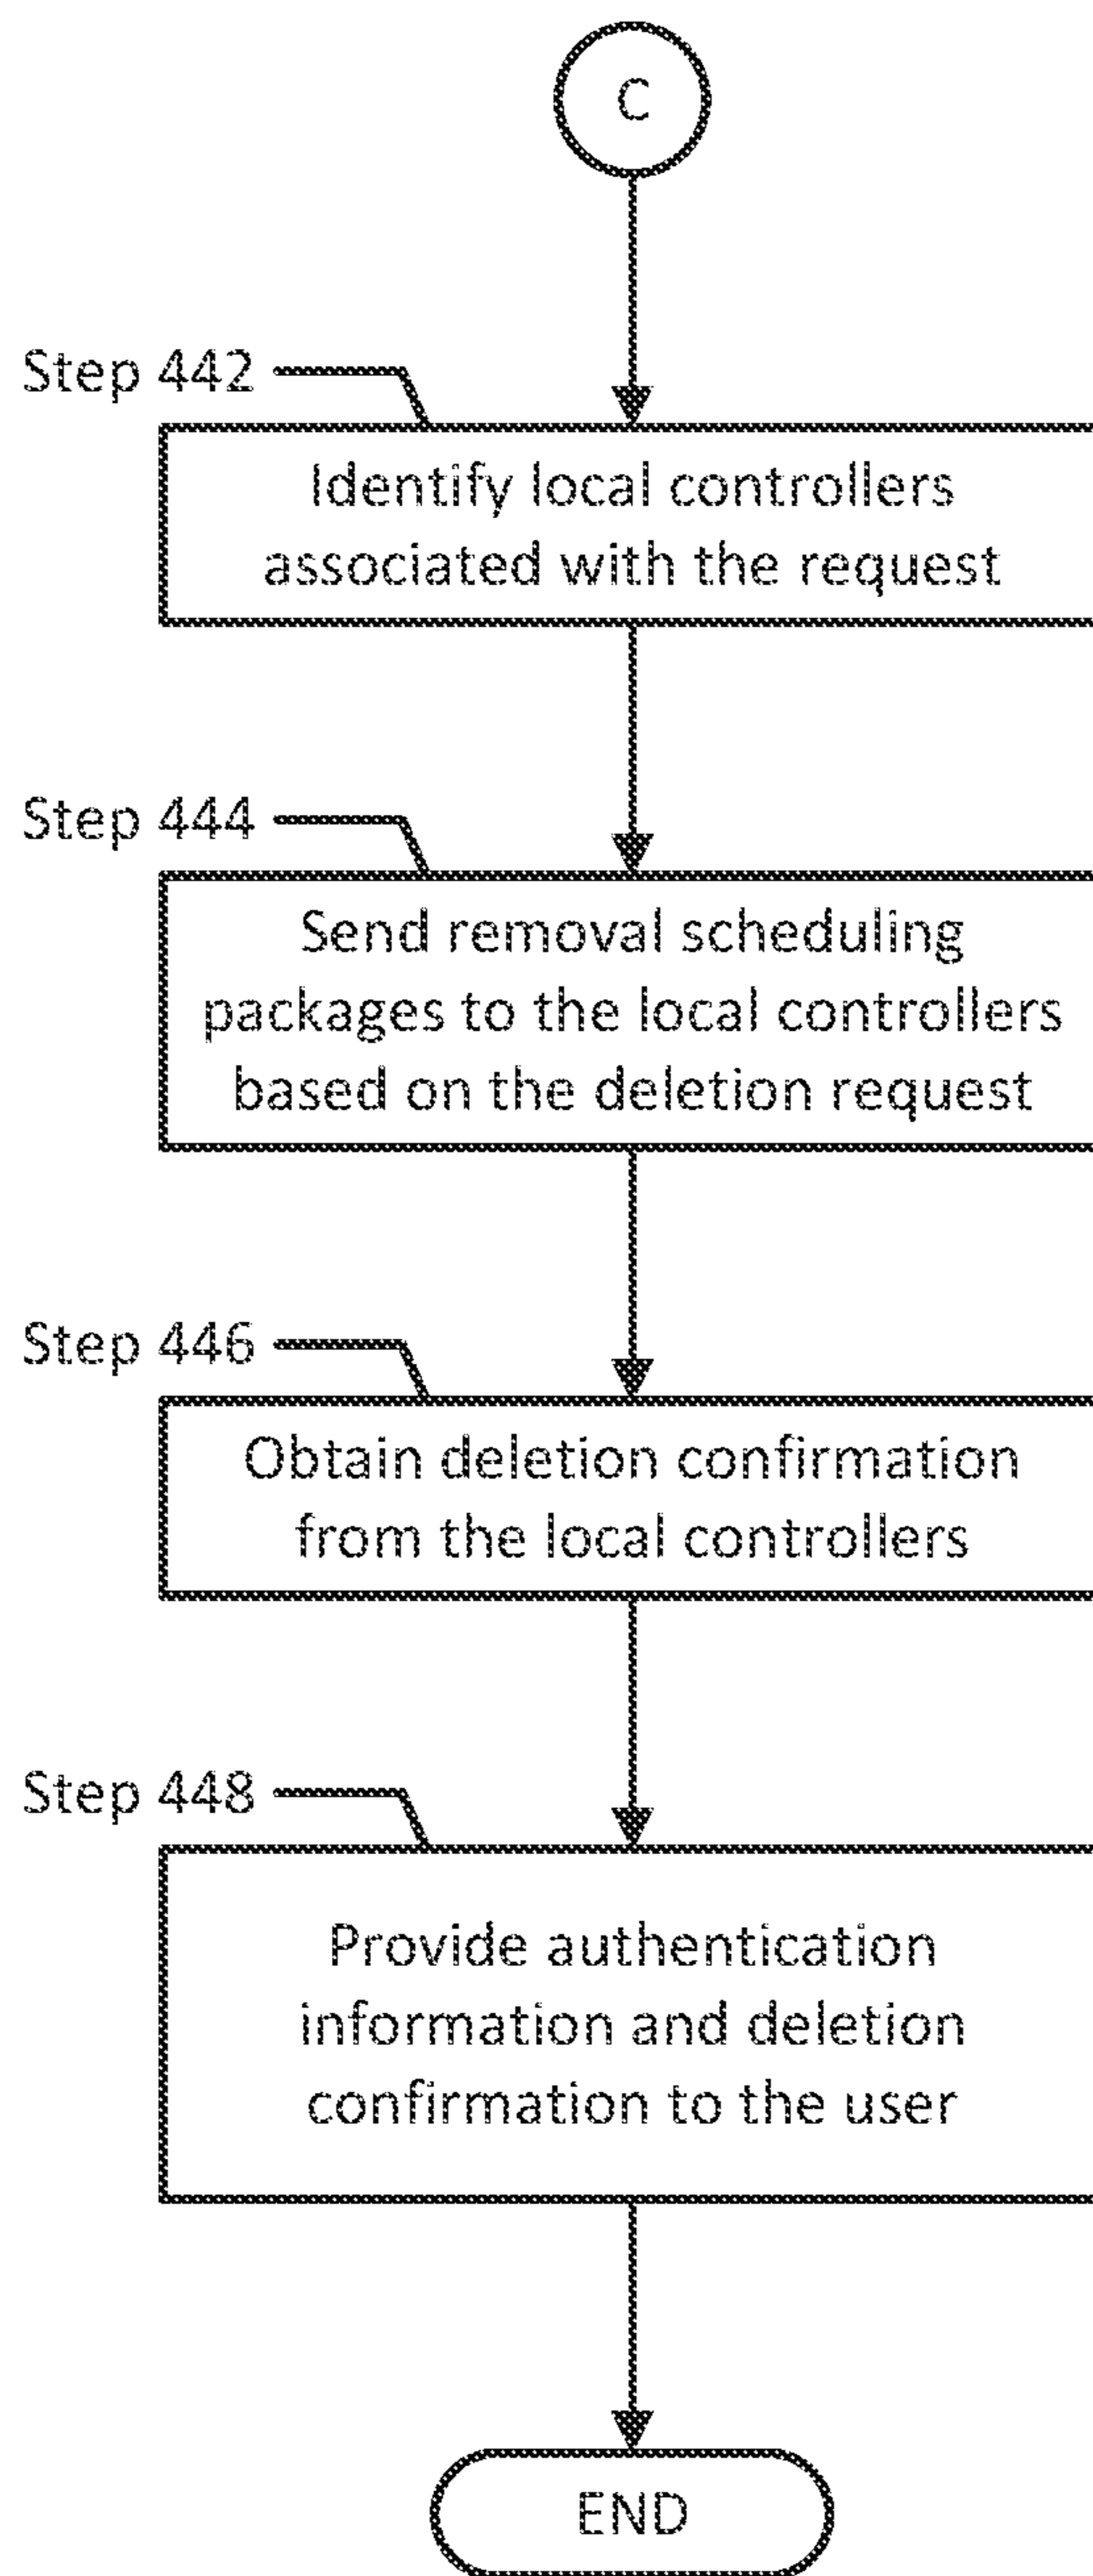 C
Step 442
Identify local controllers
associated with the request
Step 444
Send removal scheduling
packages to the local controllers
based on the deletion request
Step 446
Obtain deletion confirmation
from the local controllers
Step 448
Provide authentication
information and deletion
confirmation to the user
END